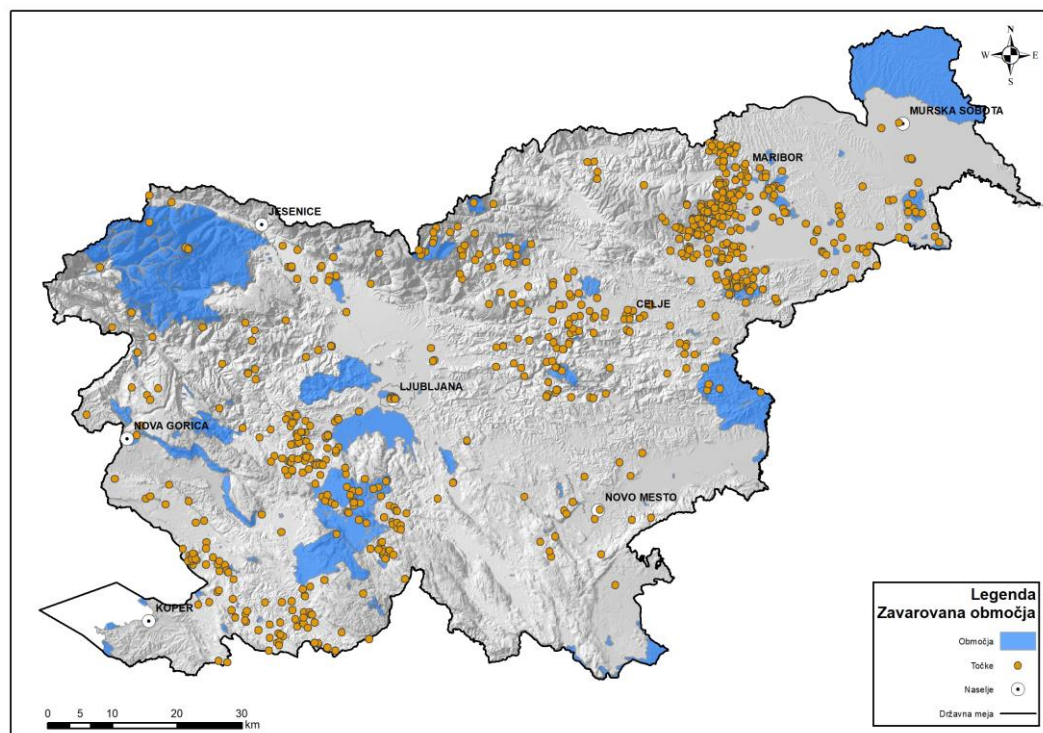 N
W E
S
MURSKA SOBOTA
MARIBOR
JESENICE
CELJE
LJUBLJANA
NOVA GORICA
NOVO MESTO
KOPER
Legenda
Zavarovana območja
Območja
Točke
Naselje
Državna meja
0 5 10 20 30
km